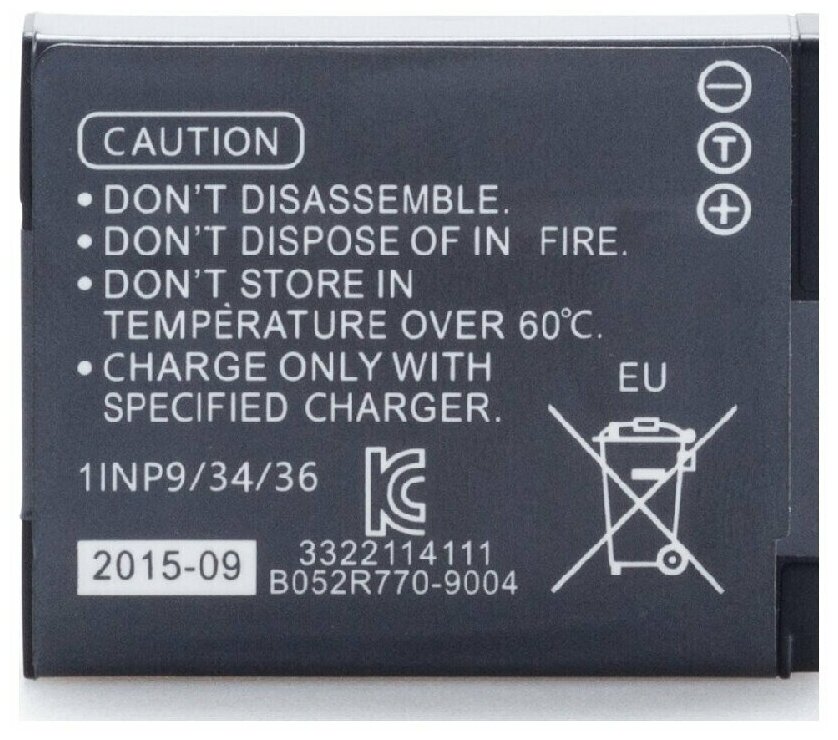 CAUTION
• DON'T DISASSEMBLE.
• DON'T DISPOSE OF IN FIRE.
• DON'T STORE IN
TEMPERATURE OVER 60℃.
• CHARGE ONLY WITH
SPECIFIED CHARGER.
EU
1INP9/34/36
KC
2015-09
3322114111
B052R770-9004
T